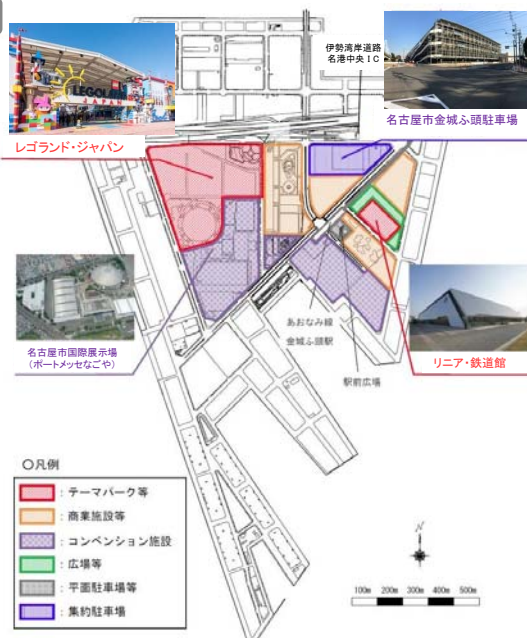 LEGOLAND
JAPAN
レゴランド・ジャパン
伊勢湾岸道路
名港中央IC
名古屋市金城ふ頭駐車場
名古屋市国際展示場
(ポートメッセなごや)
あおなみ線
金城ふ頭駅
駅前広場
リニア・鉄道館
〇凡例
：テーマパーク等
：商業施設等
：コンベンション施設
：広場等
：平面駐車場等
：集約駐車場
N
100m 200m 300m 400m 500m